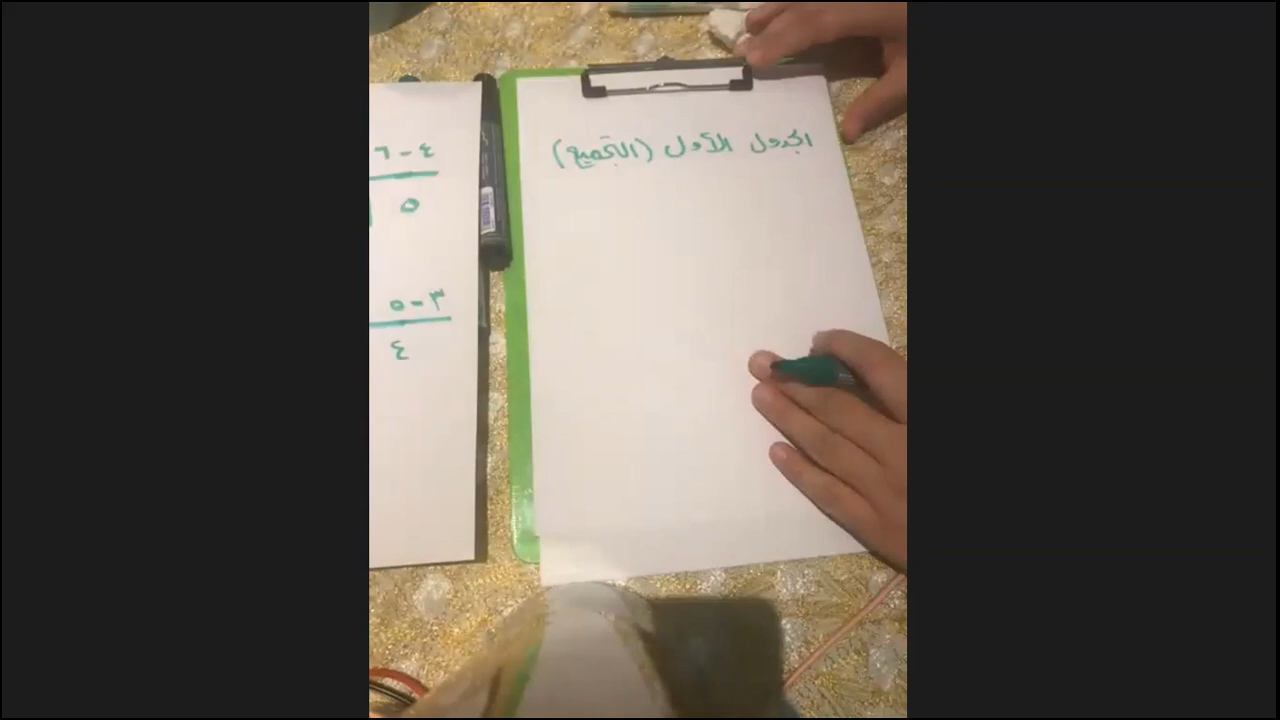 الجدول الأول (التجميع)
٤ - ٦
٥
٣ - ٥
٤